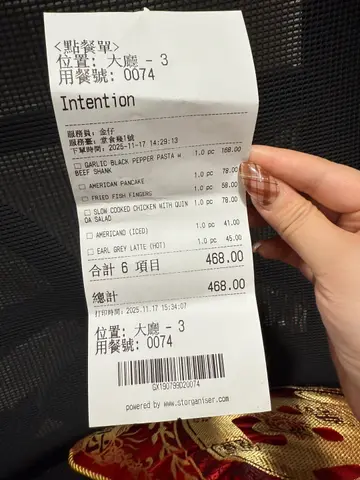 <點餐單>
位置: 大廳 - 3
用餐號: 0074
Intention
服務員: 金仔
服務臺: 堂食幾1號
下單時間: 2025-11-17 14:29:13
□ GARLIC BLACK PEPPER PASTA W BEEF SHANK 1.0 pc 168.00
□ AMERICAN PANCAKE 1.0 pc 78.00
□ FRIED FISH FINGERS 1.0 pc 58.00
□ SLOW COOKED CHICKEN WITH QUINOA SALAD 1.0 pc 78.00
□ AMERICANO (ICED) 1.0 pc 41.00
□ EARL GREY LATTE (HOT) 1.0 pc 45.00
合計 6 項目 468.00
總計 468.00
打印時間: 2025.11.17 15:34:07
位置: 大廳 - 3
用餐號: 0074
GX190799020074
powered by www.storganiser.com